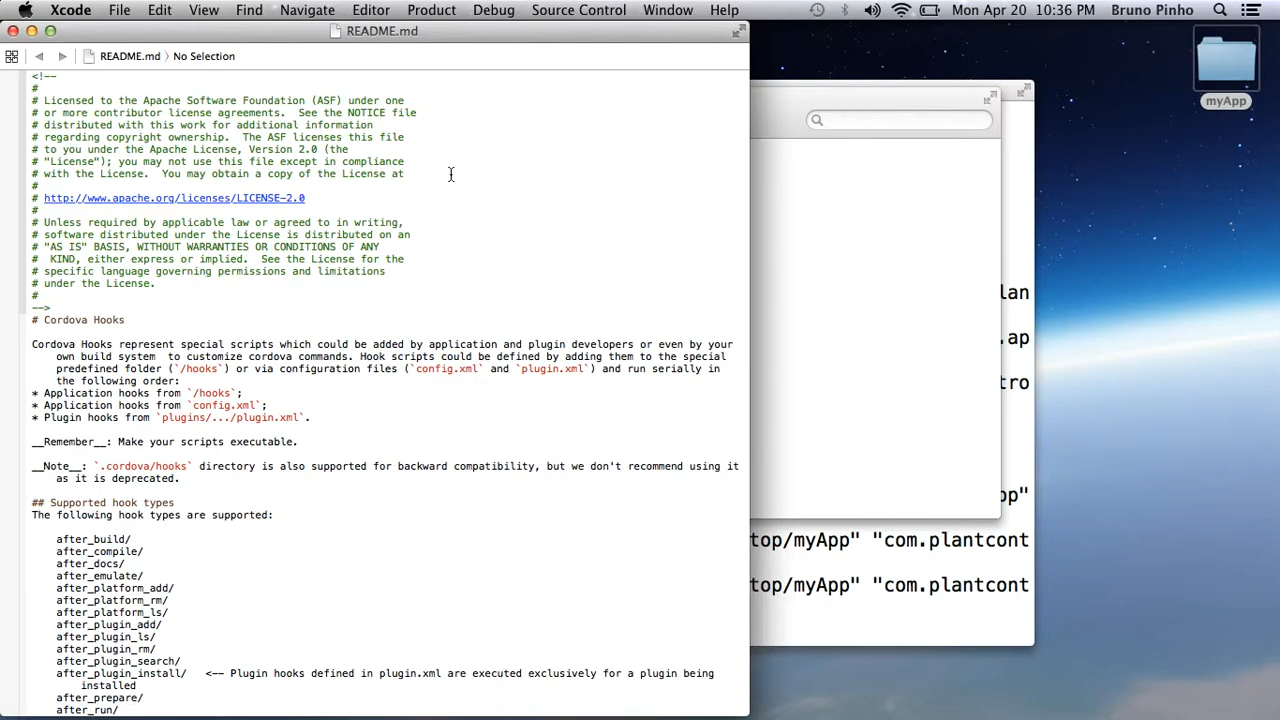 Xcode File Edit View Find Navigate Editor Product Debug Source Control Window Help Mon Apr 20 10:36 PM Bruno Pinho
README.md
README.md 〉 No Selection
<!--
#
# Licensed to the Apache Software Foundation (ASF) under one
# or more contributor license agreements.  See the NOTICE file
# distributed with this work for additional information
# regarding copyright ownership.  The ASF licenses this file
# to you under the Apache License, Version 2.0 (the
# "License"); you may not use this file except in compliance
# with the License.  You may obtain a copy of the License at
#
# http://www.apache.org/licenses/LICENSE-2.0
#
# Unless required by applicable law or agreed to in writing,
# software distributed under the License is distributed on an
# "AS IS" BASIS, WITHOUT WARRANTIES OR CONDITIONS OF ANY
#  KIND, either express or implied.  See the License for the
# specific language governing permissions and limitations
# under the License.
#
-->
# Cordova Hooks
Cordova Hooks represent special scripts which could be added by application and plugin developers or even by your
own build system  to customize cordova commands. Hook scripts could be defined by adding them to the special
predefined folder (`/hooks`) or via configuration files (`config.xml` and `plugin.xml`) and run serially in
the following order:
* Application hooks from `/hooks`;
* Application hooks from `config.xml`;
* Plugin hooks from `plugins/.../plugin.xml`.
__Remember__: Make your scripts executable.
__Note__: `.cordova/hooks` directory is also supported for backward compatibility, but we don't recommend using it
as it is deprecated.
## Supported hook types
The following hook types are supported:
after_build/
after_compile/
after_docs/
after_emulate/
after_platform_add/
after_platform_rm/
after_platform_ls/
after_plugin_add/
after_plugin_ls/
after_plugin_rm/
after_plugin_search/
after_plugin_install/   <-- Plugin hooks defined in plugin.xml are executed exclusively for a plugin being
installed
after_prepare/
after_run/
lan
.ap
tro
op"
top/myApp" "com.plantcont
top/myApp" "com.plantcont
myApp